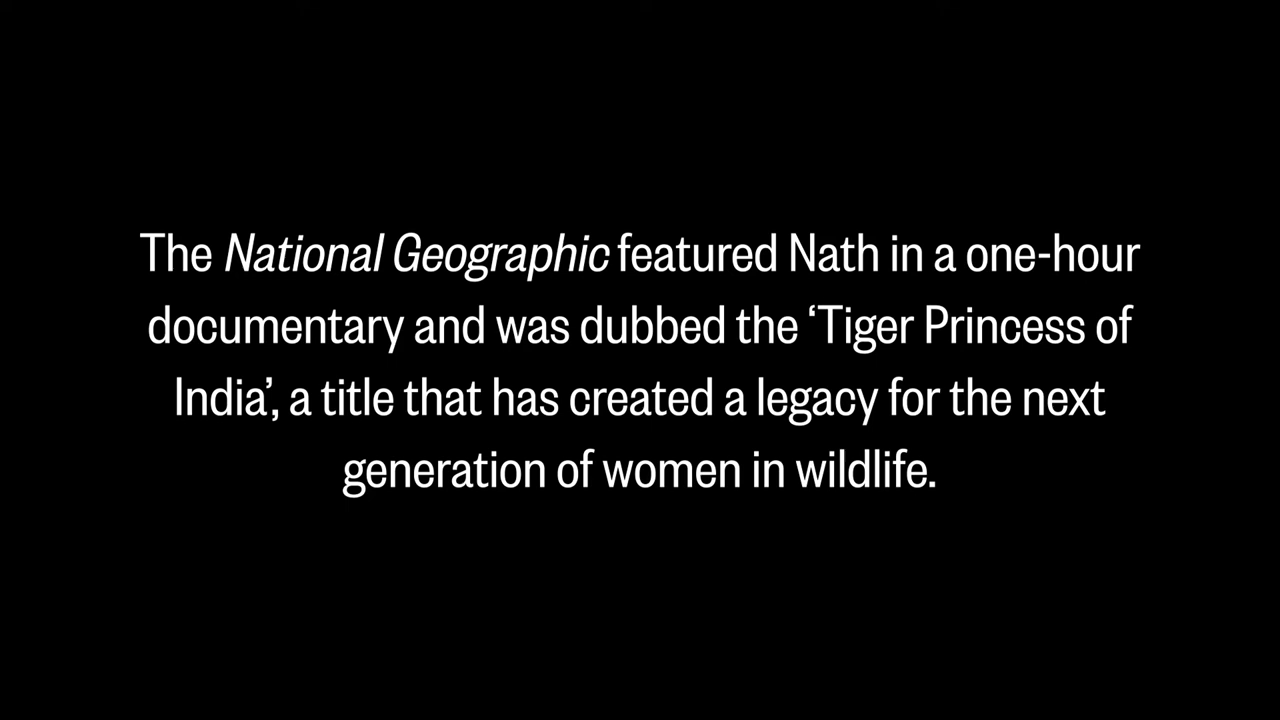 The National Geographic featured Nath in a one-hour
documentary and was dubbed the ‘Tiger Princess of
India’, a title that has created a legacy for the next
generation of women in wildlife.